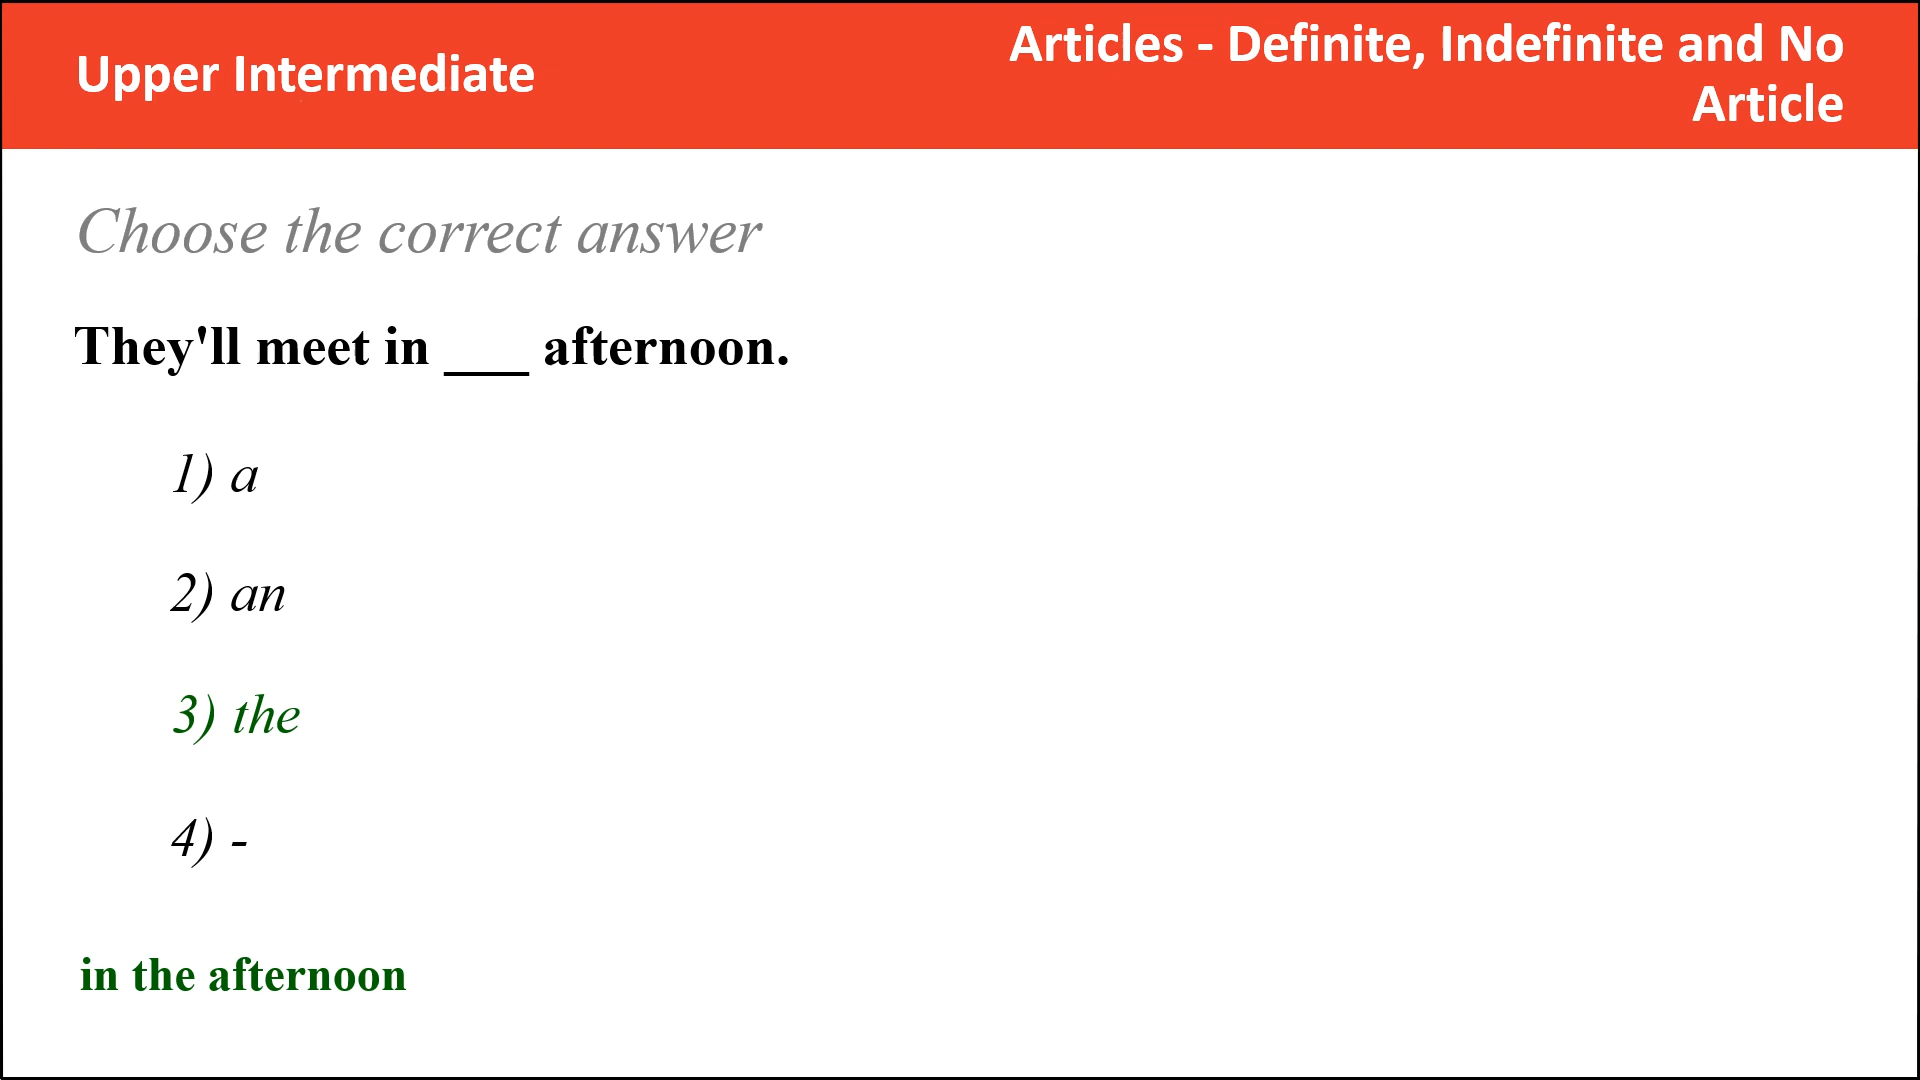 Upper Intermediate
Articles - Definite, Indefinite and No
Article
Choose the correct answer
They'll meet in ___ afternoon.
1) a
2) an
3) the
4) -
in the afternoon